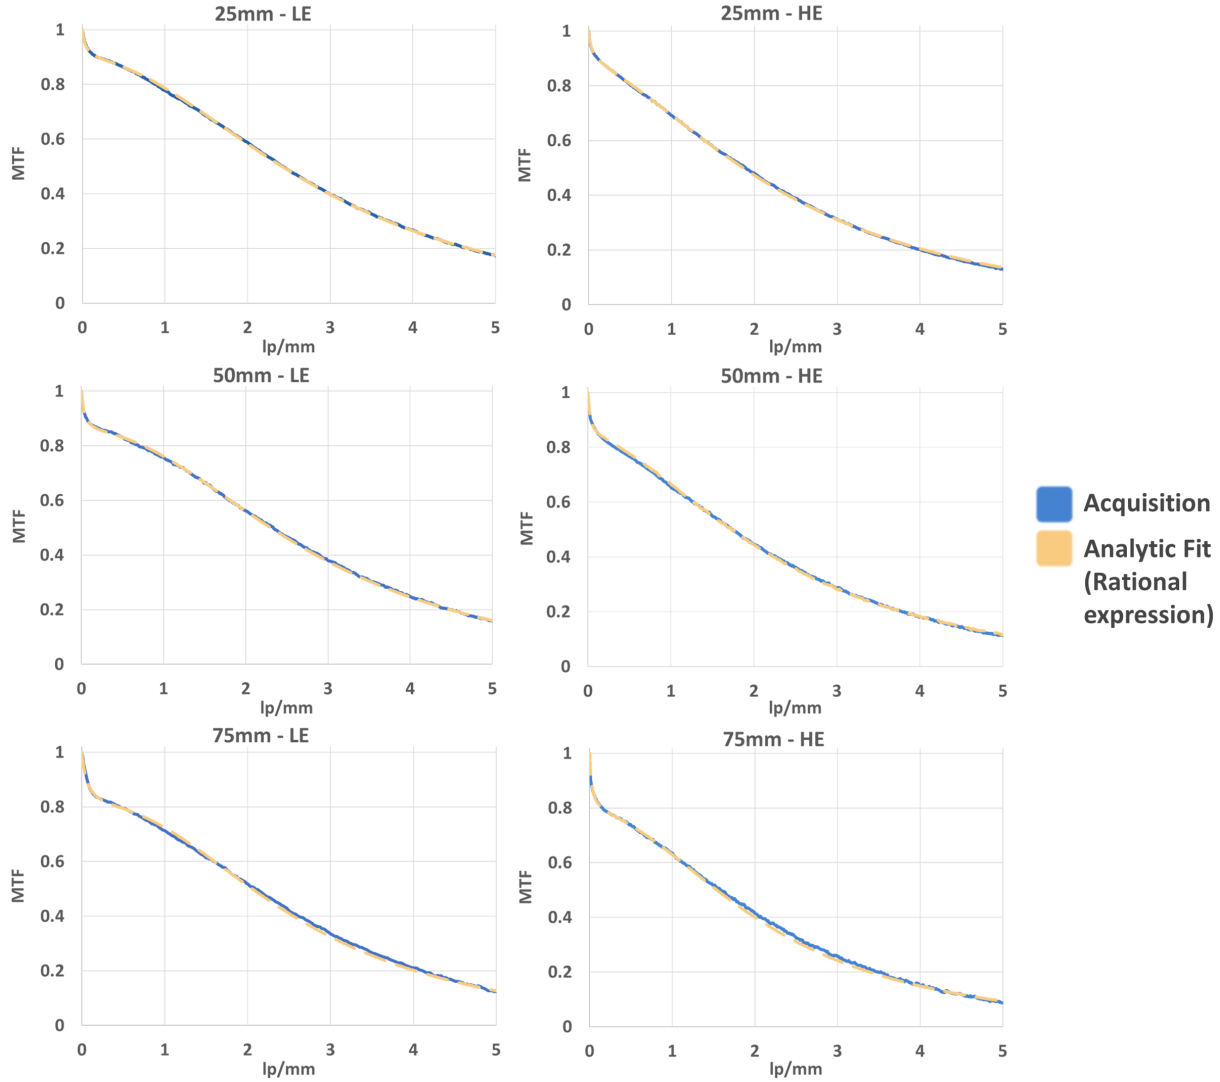 25mm - LE
1
0.8
0.6
0.4
0.2
0
MTF
0 1 2 3 4 5
lp/mm
25mm - HE
1
0.8
0.6
0.4
0.2
0
MTF
0 1 2 3 4 5
lp/mm
50mm - LE
1
0.8
0.6
0.4
0.2
0
MTF
0 1 2 3 4 5
lp/mm
50mm - HE
1
0.8
0.6
0.4
0.2
0
MTF
0 1 2 3 4 5
lp/mm
75mm - LE
1
0.8
0.6
0.4
0.2
0
MTF
0 1 2 3 4 5
lp/mm
75mm - HE
1
0.8
0.6
0.4
0.2
0
MTF
0 1 2 3 4 5
lp/mm
Acquisition
Analytic Fit
(Rational
expression)